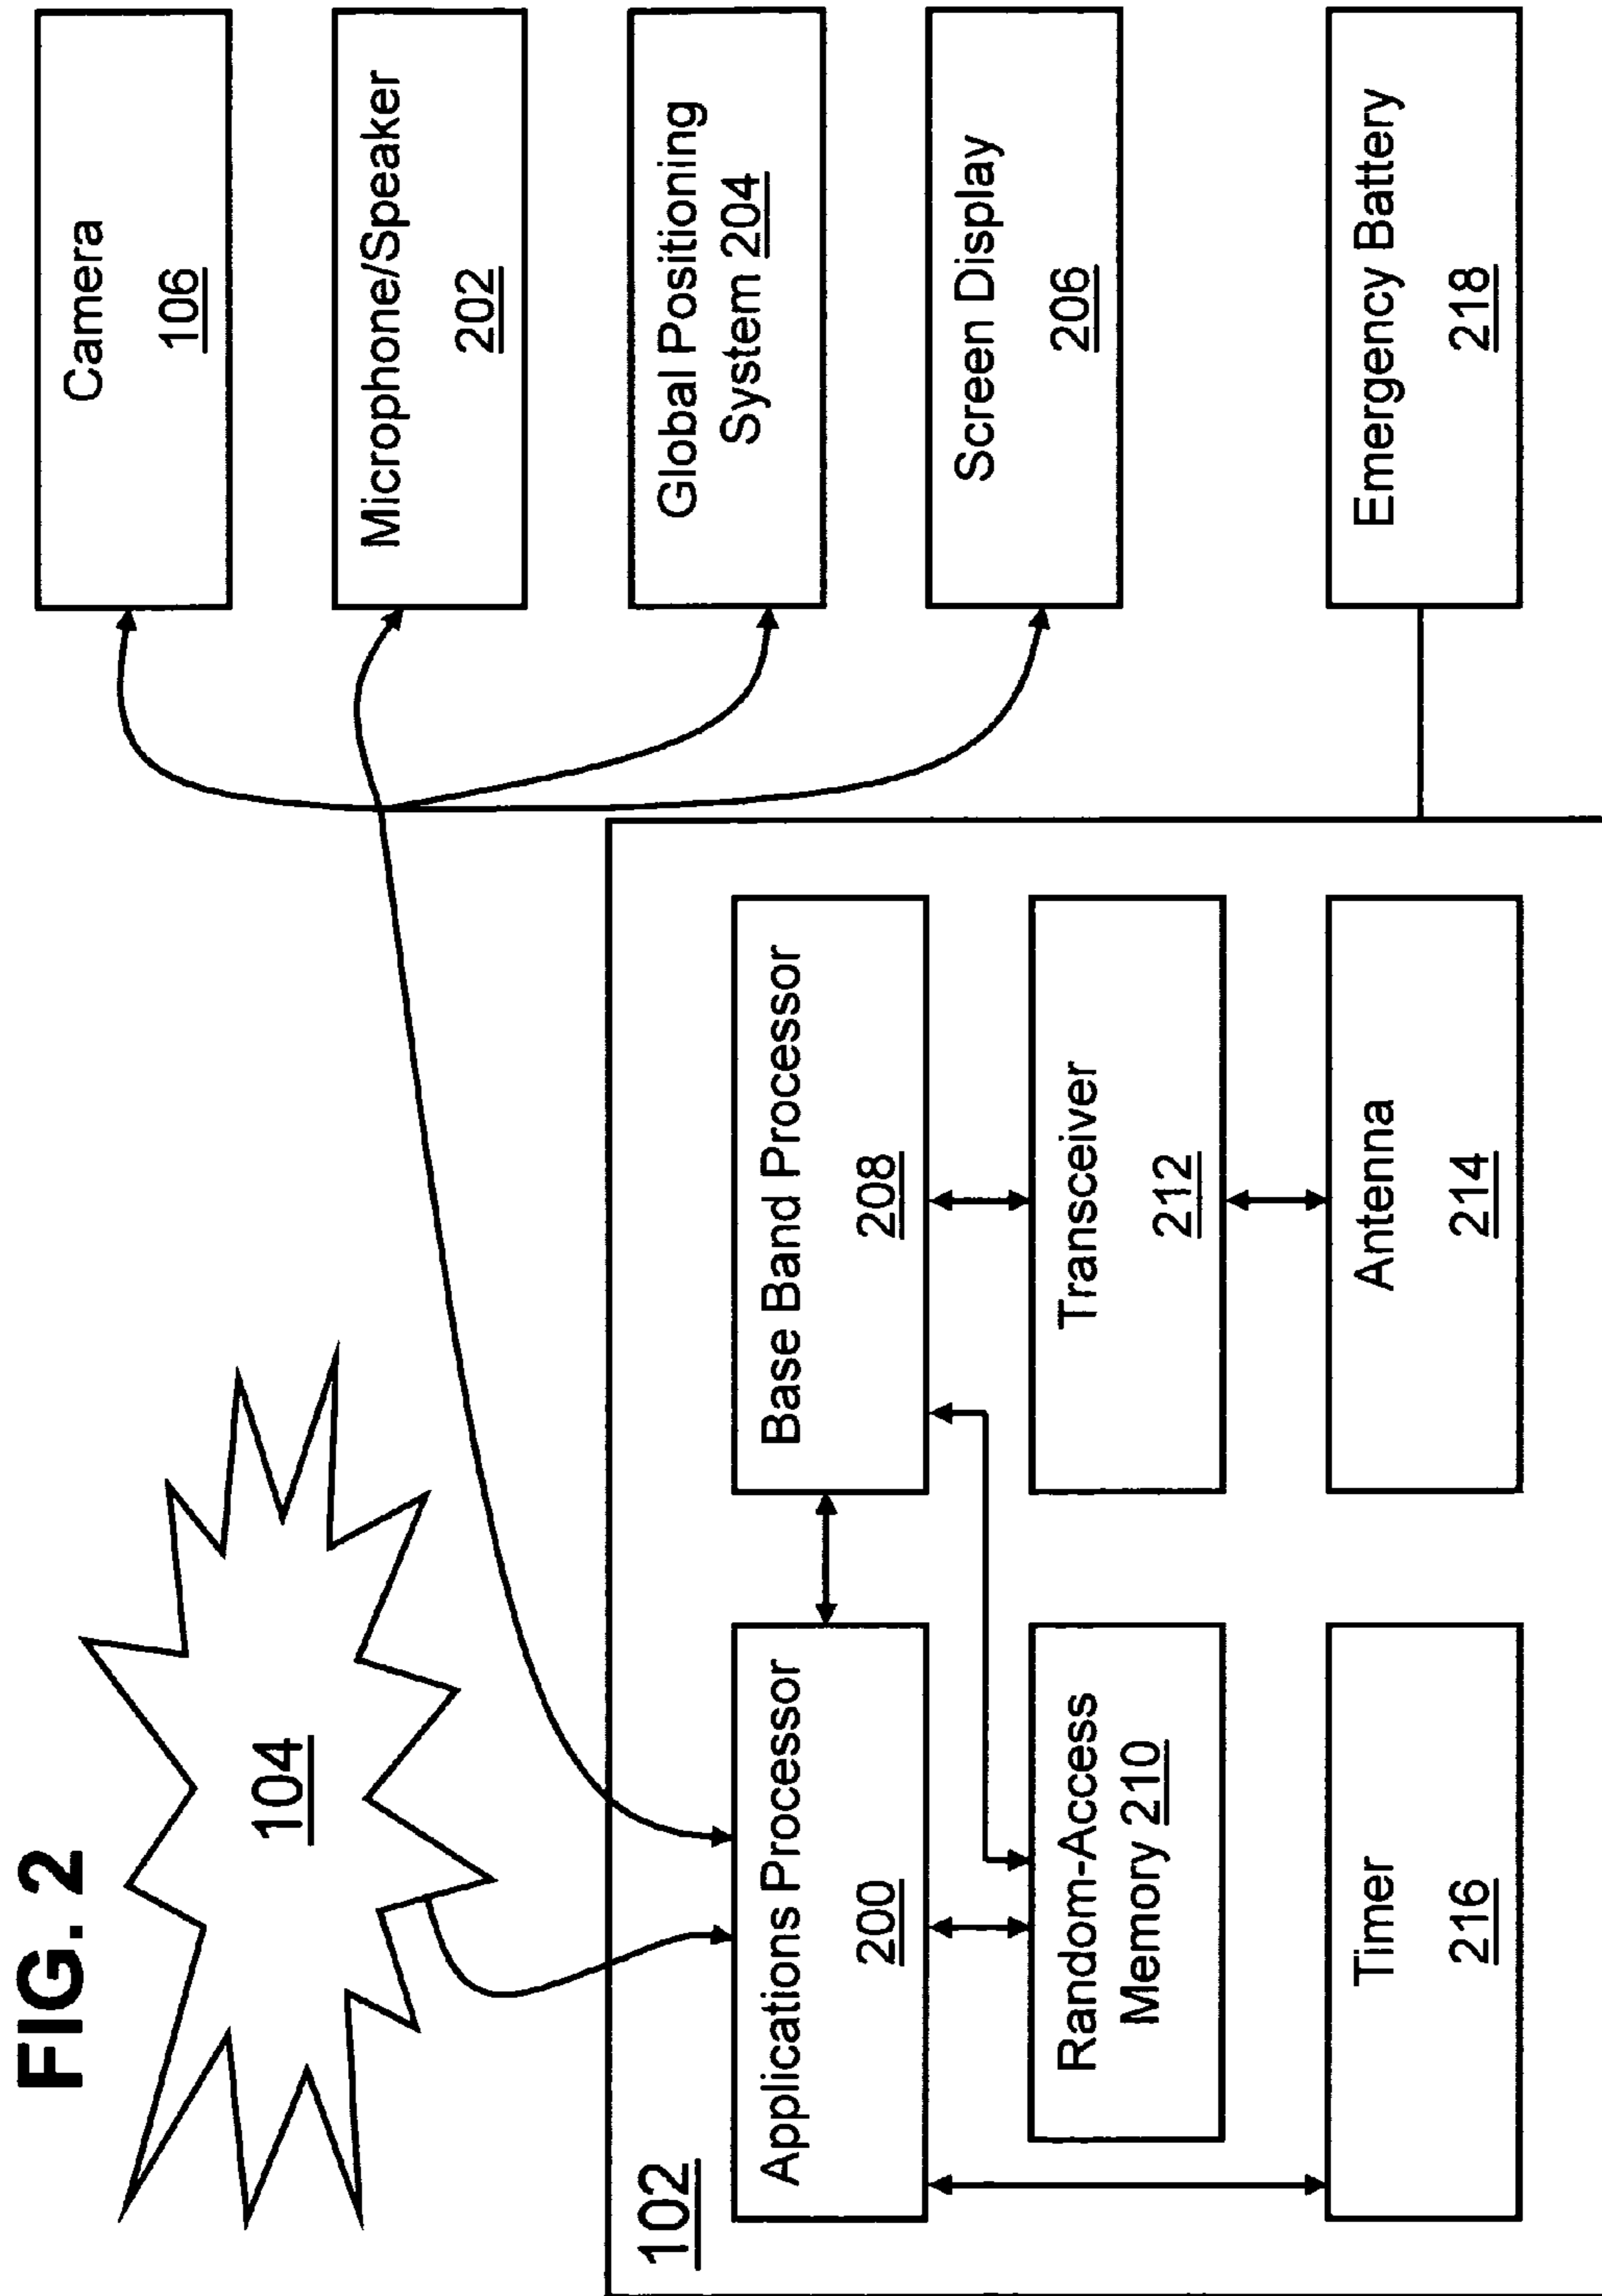 FIG. 2
104
Camera
106
Microphone/Speaker
202
Global Positioning
System 204
Screen Display
206
Emergency Battery
218
102
Applications Processor
200
Base Band Processor
208
Random-Access
Memory 210
Transceiver
212
Timer
216
Antenna
214